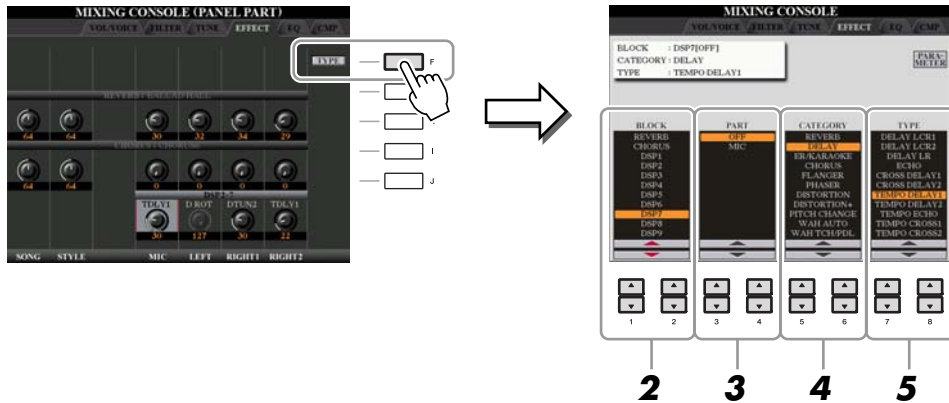 MIXING CONSOLE (PANEL PART)
VOL/VOICE FILTER TUNE EFFECT EQ CMP
TYPE
F
REVERB : BALLAD HALL
64 64 30 32 34 29
CHORUS : CHORUS6
64 64 0 0 0 0
DSP2-7
TDLY1 D ROT DTUN2 TDLY1
30 127 30 22
SONG STYLE MIC LEFT RIGHT1 RIGHT2
I
J
MIXING CONSOLE
VOL/VOICE FILTER TUNE EFFECT EQ CMP
BLOCK : DSP7[OFF]
CATEGORY : DELAY
TYPE : TEMPO DELAY1
PARA-
METER
BLOCK
REVERB
CHORUS
DSP1
DSP2
DSP3
DSP4
DSP5
DSP6
DSP7
DSP8
DSP9
PART
OFF
MIC
CATEGORY
REVERB
DELAY
ER/KARAOKE
CHORUS
FLANGER
PHASER
DISTORTION
DISTORTION+
PITCH CHANGE
WAH AUTO
WAH TCH/PDL
TYPE
DELAY LCR1
DELAY LCR2
DELAY LR
ECHO
CROSS DELAY1
CROSS DELAY2
TEMPO DELAY1
TEMPO DELAY2
TEMPO ECHO
TEMPO CROSS1
TEMPO CROSS2
1 2 3 4 5 6 7 8
2 3 4 5